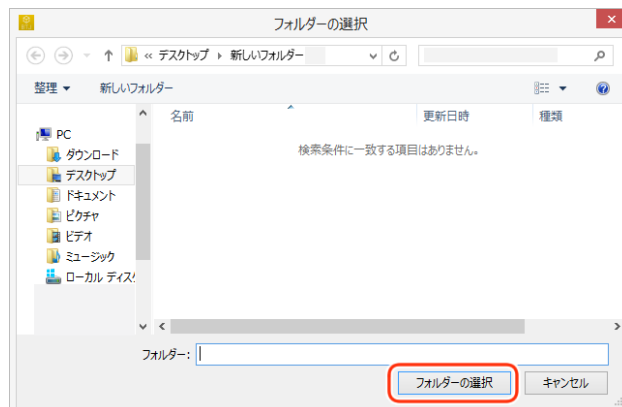 フォルダーの選択
« デスクトップ 新しいフォルダー
整理 新しいフォルダー
名前 更新日時 種類
検索条件に一致する項目はありません。
PC
ダウンロード
デスクトップ
ドキュメント
ピクチャ
ビデオ
ミュージック
ローカル ディス
フォルダー:
フォルダーの選択 キャンセル